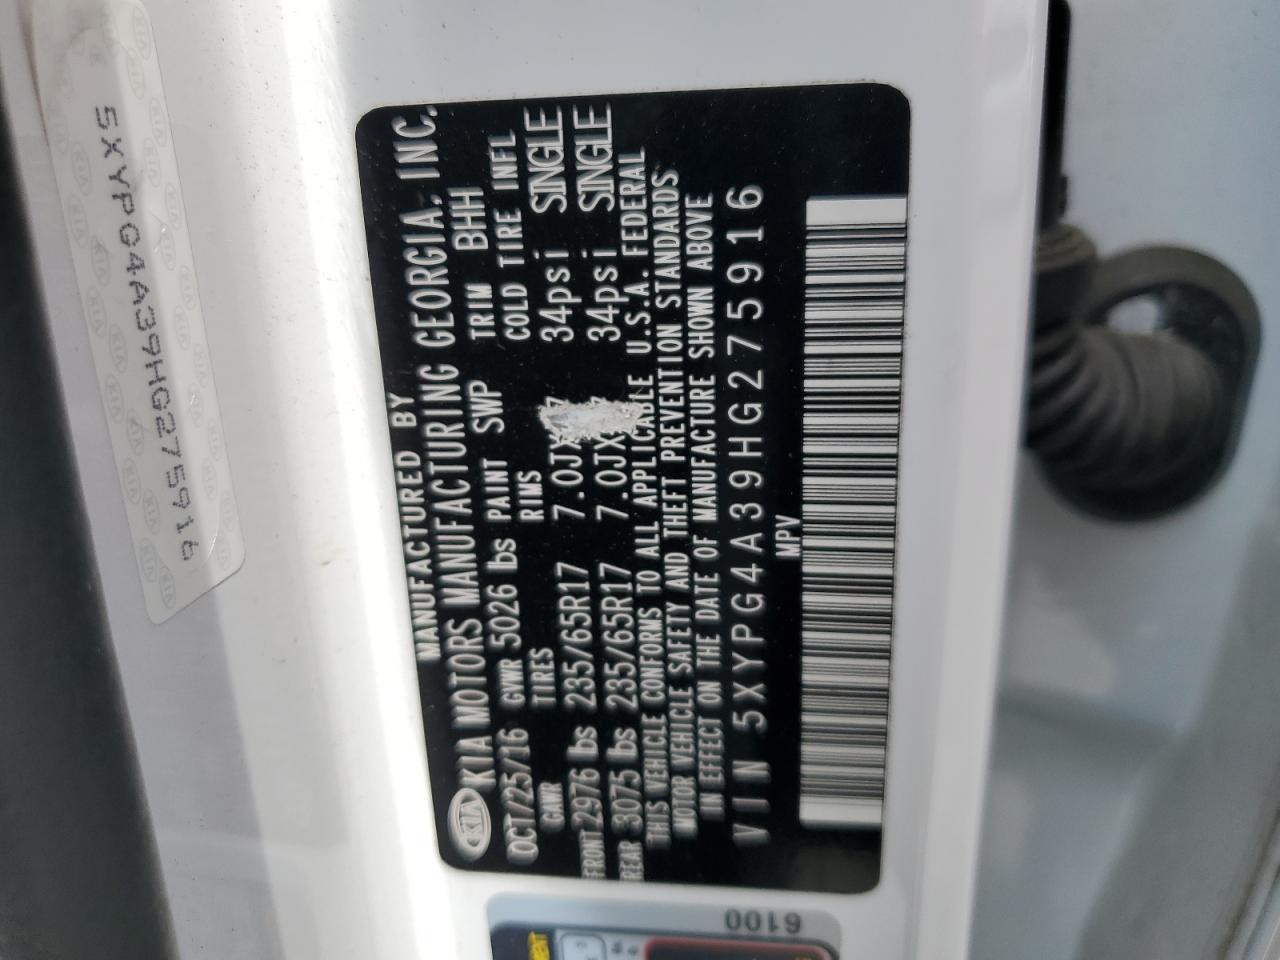 5XYPG4A39HG275916
MANUFACTURED BY
KIA KIA MOTORS MANUFACTURING GEORGIA, INC.
OCT/25/16 GVWR 5026 lbs PAINT SWP TRIM BHH
GAWR TIRES RIMS COLD TIRE INFL
FRONT 2976 lbs 235/65R17 7.0JX 7 34psi SINGLE
REAR 3075 lbs 235/65R17 7.0JX 7 34psi SINGLE
THIS VEHICLE CONFORMS TO ALL APPLICABLE U.S.A. FEDERAL
MOTOR VEHICLE SAFETY AND THEFT PREVENTION STANDARDS
IN EFFECT ON THE DATE OF MANUFACTURE SHOWN ABOVE
VIN 5XYPG4A39HG275916
MPV
6100